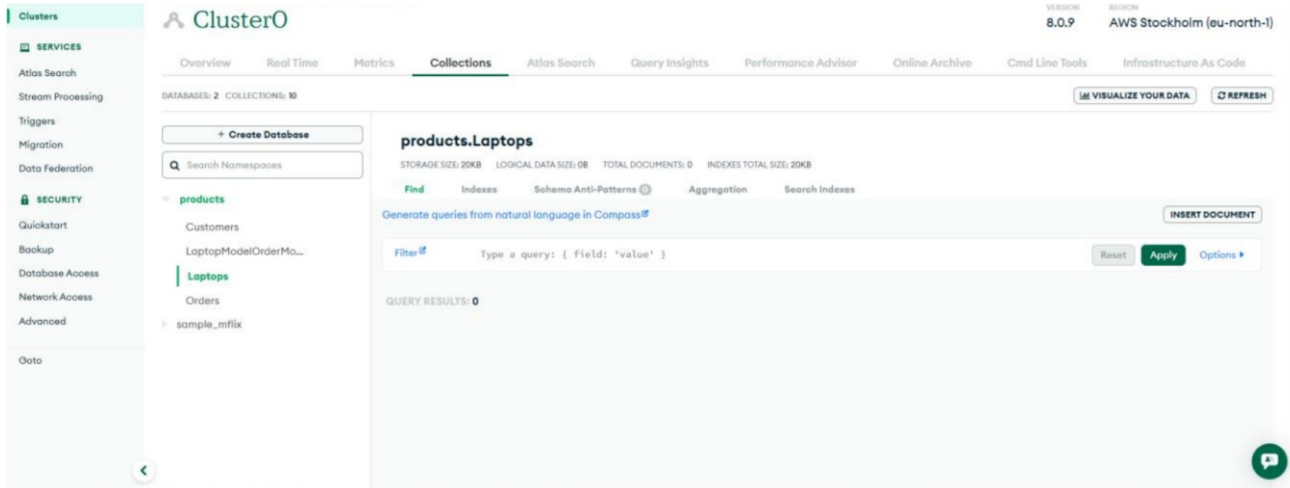 Clusters
SERVICES
Atlas Search
Stream Processing
Triggers
Migration
Data Federation
SECURITY
Quickstart
Backup
Database Access
Network Access
Advanced
Goto
Cluster0
VERSION
8.0.9
REGION
AWS Stockholm (eu-north-1)
Overview Real Time Metrics Collections Atlas Search Query Insights Performance Advisor Online Archive Cmd Line Tools Infrastructure As Code
DATABASES: 2 COLLECTIONS: 10
VISUALIZE YOUR DATA REFRESH
+ Create Database
Search Namespaces
products
Customers
LaptopModelOrderMo...
Laptops
Orders
sample_mflix
products.Laptops
STORAGE SIZE: 20KB LOGICAL DATA SIZE: 0B TOTAL DOCUMENTS: 0 INDEXES TOTAL SIZE: 20KB
Find Indexes Schema Anti-Patterns 0 Aggregation Search Indexes
Generate queries from natural language in Compass
INSERT DOCUMENT
Filter Type a query: { field: 'value' } Reset Apply Options
QUERY RESULTS: 0